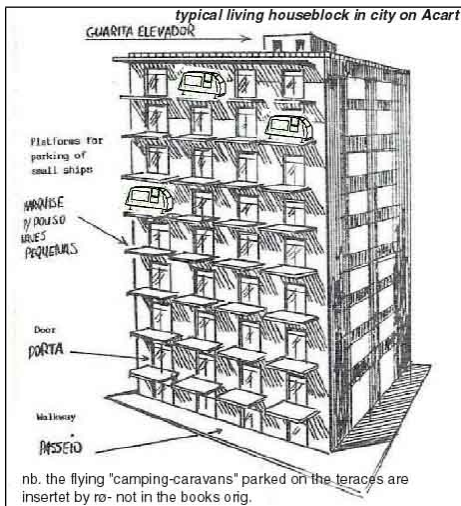 typical living houseblock in city on Acart
GUARITA ELEVADOR
Platforms for
parking of
small ships
MARQUISE
P/ POUSO
NAVES
PEQUENAS
Door
PORTA
Walkway
PASSEIO
nb. the flying "camping-caravans" parked on the teraces are
insertet by rø- not in the books orig.